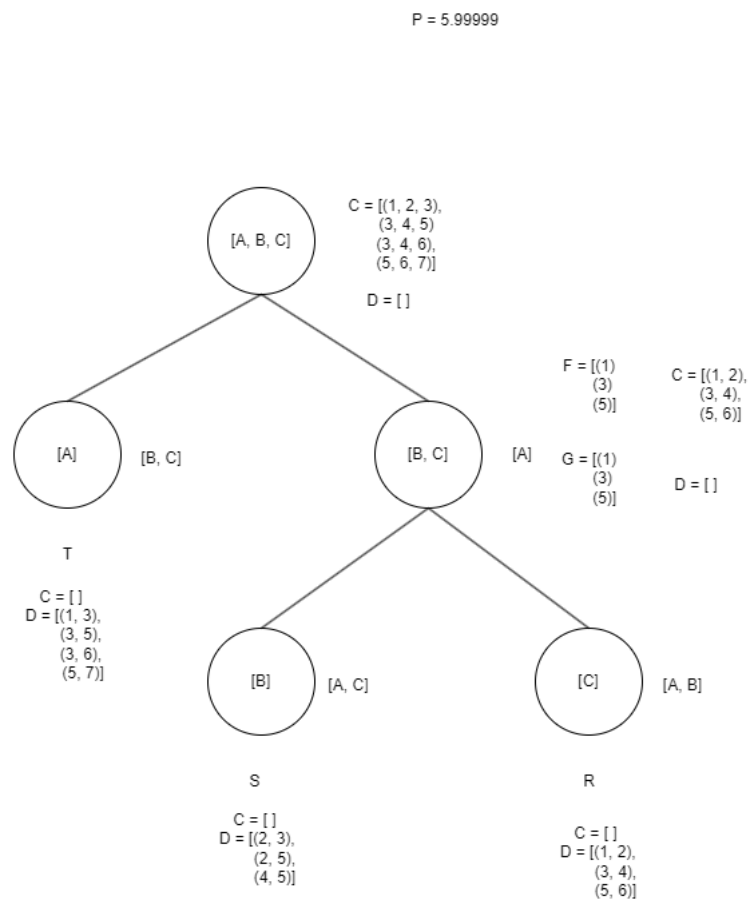 P = 5.99999
[A, B, C]
C = [(1, 2, 3),
(3, 4, 5)
(3, 4, 6),
(5, 6, 7)]
D = [ ]
[A]
[B, C]
[B, C]
[A]
F = [(1)
(3)
(5)]
C = [(1, 2),
(3, 4),
(5, 6)]
G = [(1)
(3)
(5)]
D = [ ]
T
C = [ ]
D = [(1, 3),
(3, 5),
(3, 6),
(5, 7)]
[B]
[A, C]
[C]
[A, B]
S
C = [ ]
D = [(2, 3),
(2, 5),
(4, 5)]
R
C = [ ]
D = [(1, 2),
(3, 4),
(5, 6)]